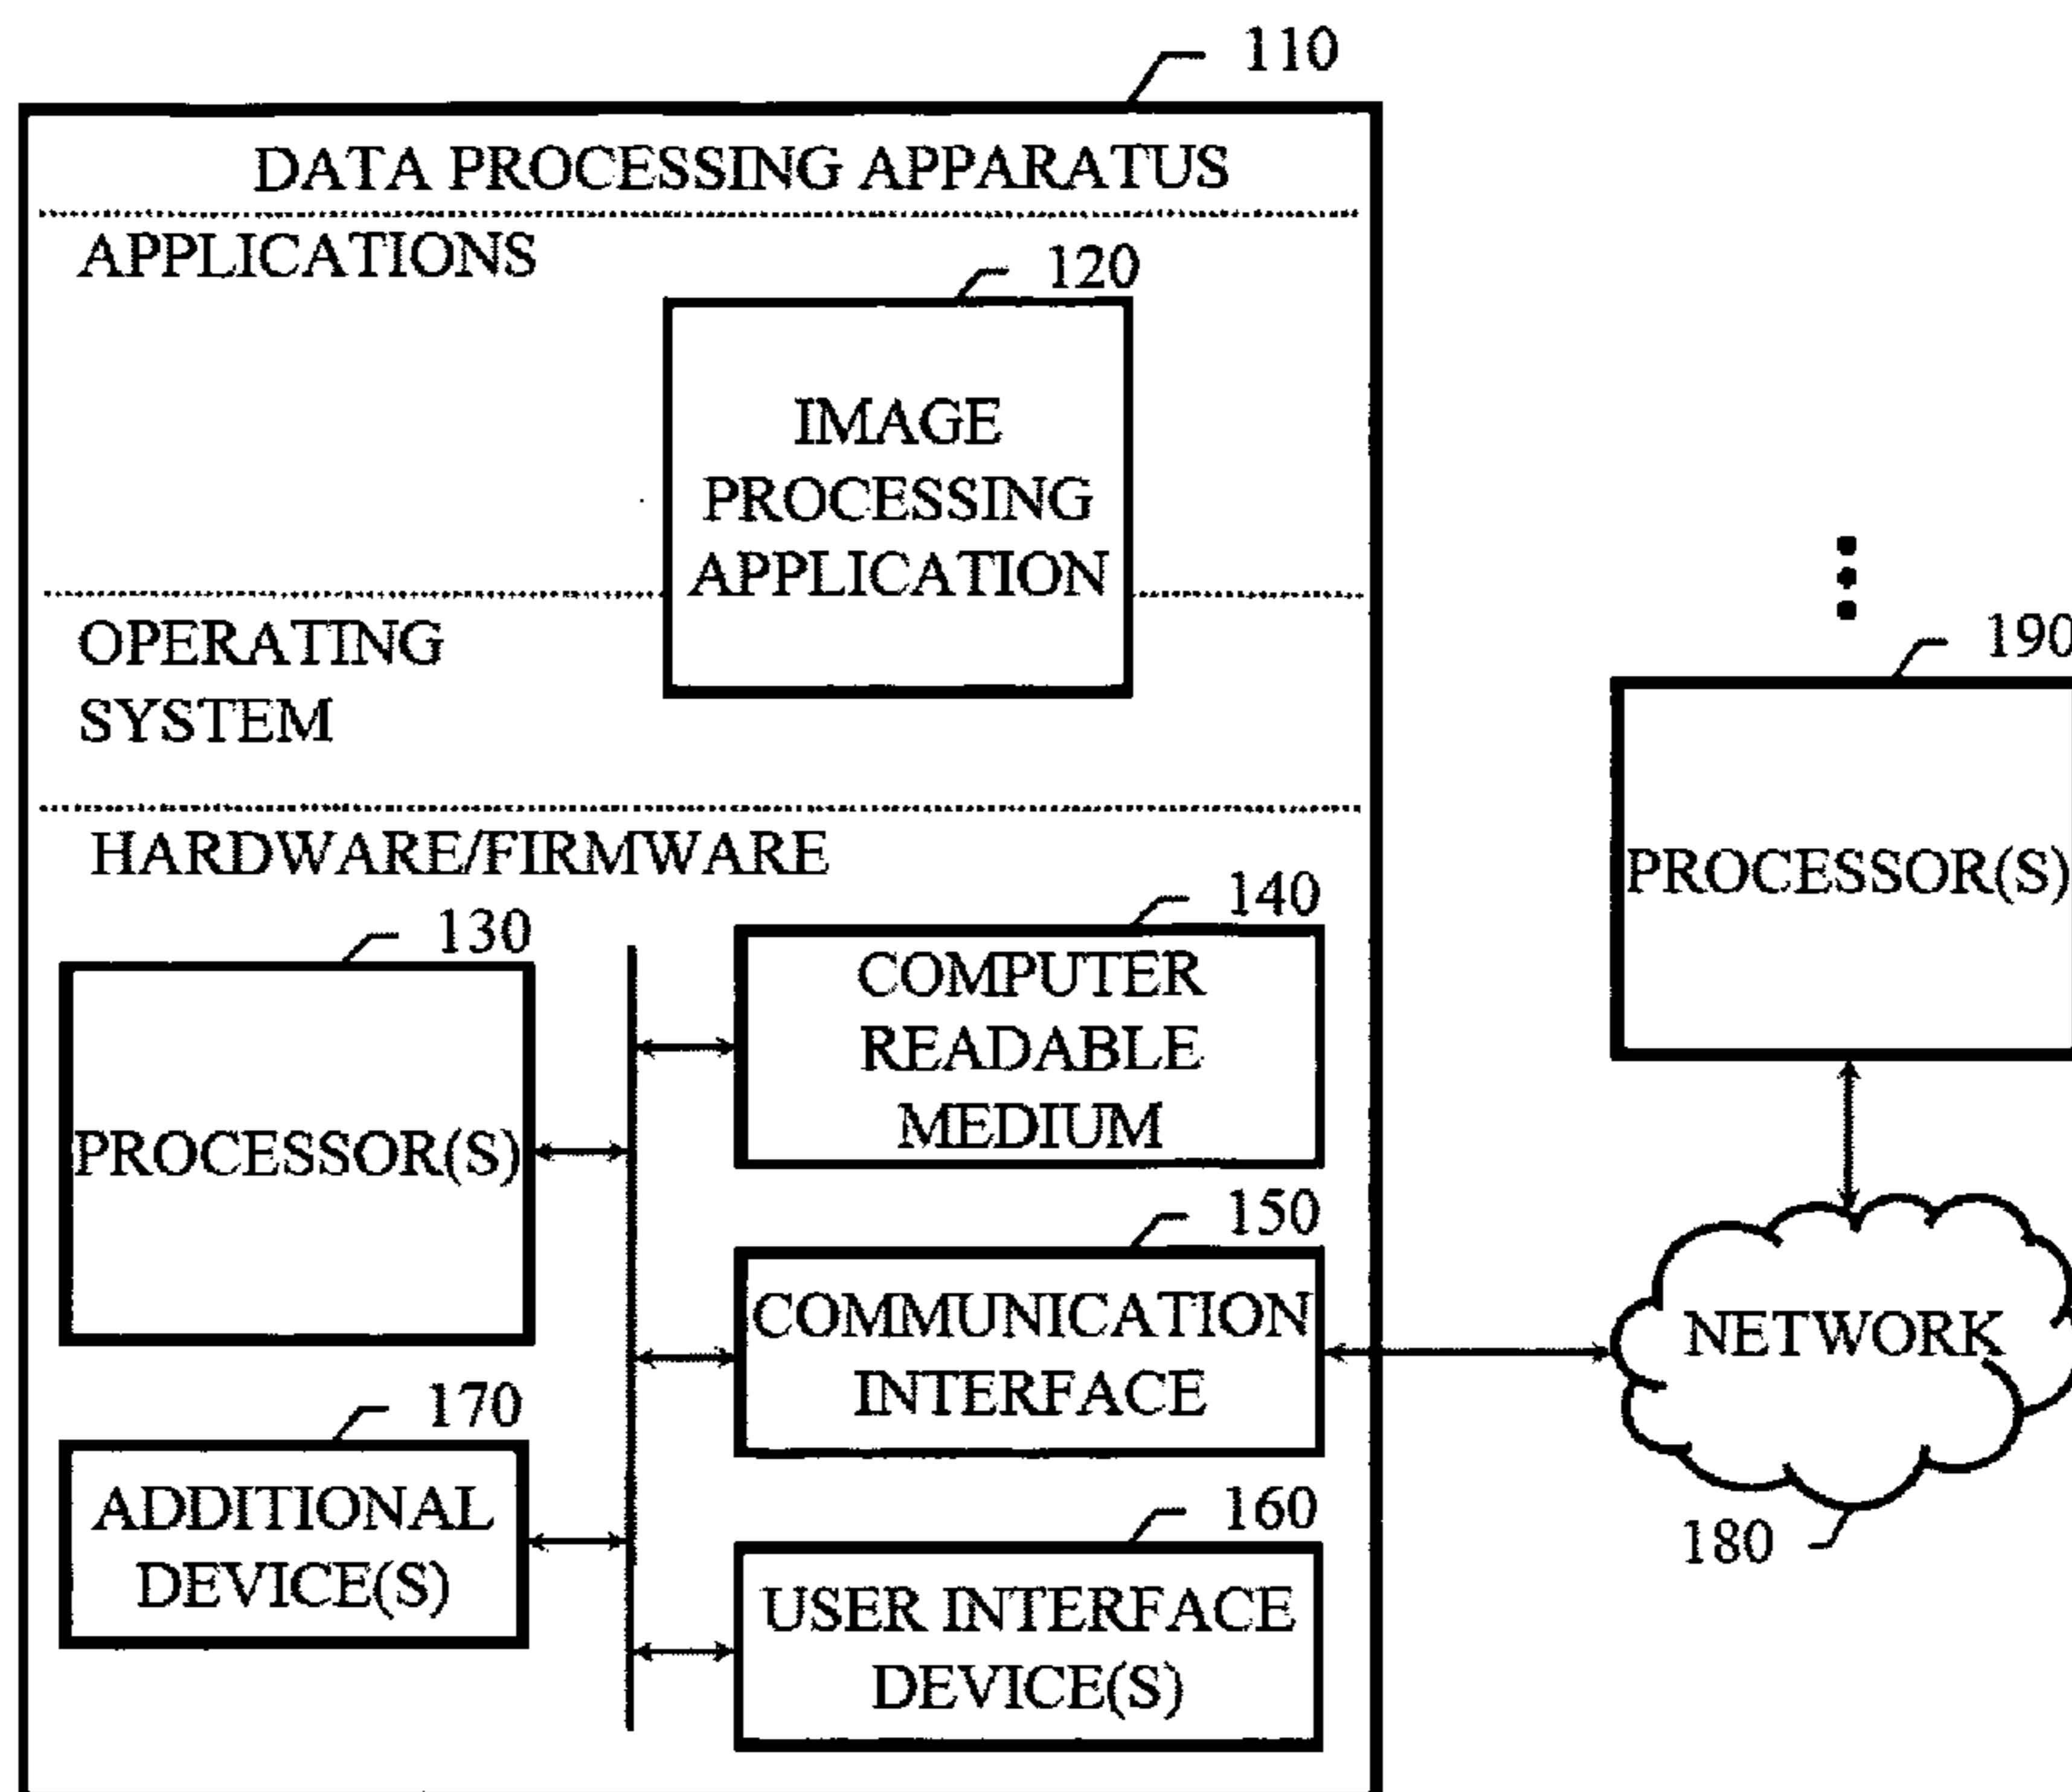 110
DATA PROCESSING APPARATUS
APPLICATIONS
120
IMAGE
PROCESSING
APPLICATION
OPERATING
SYSTEM
190
PROCESSOR(S)
HARDWARE/FIRMWARE
130
PROCESSOR(S)
140
COMPUTER
READABLE
MEDIUM
150
COMMUNICATION
INTERFACE
NETWORK
180
170
ADDITIONAL
DEVICE(S)
160
USER INTERFACE
DEVICE(S)